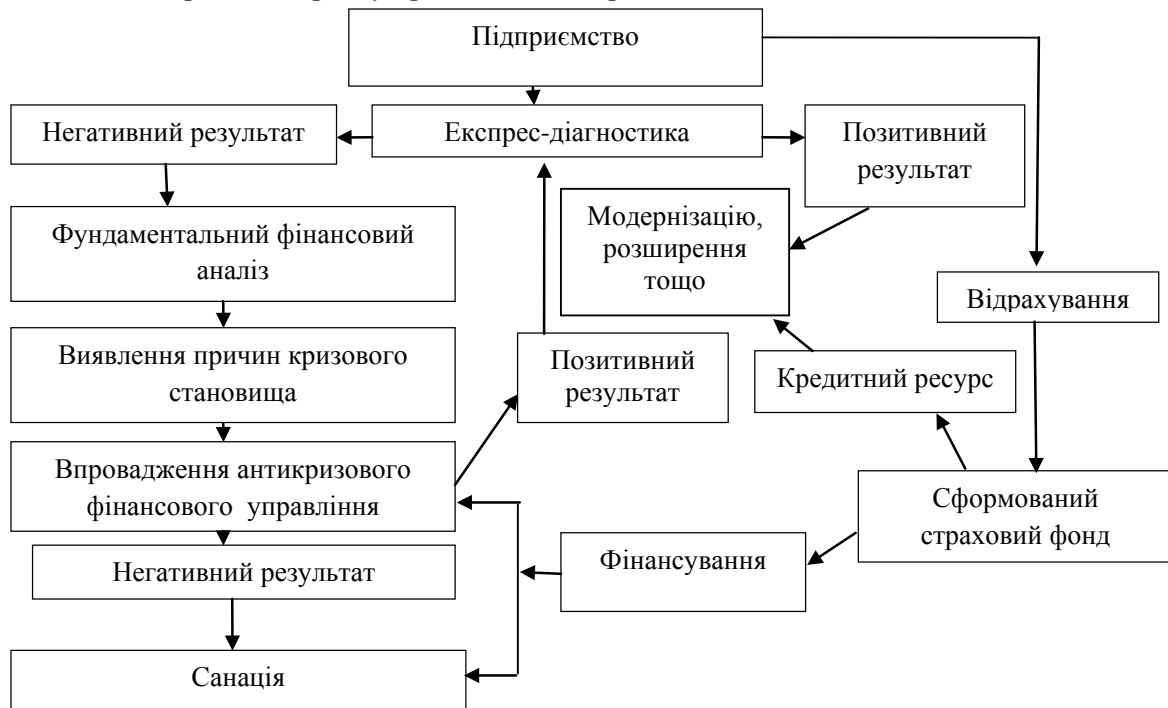 Підприємство
Негативний результат
Експрес-діагностика
Позитивний
результат
Модернізацію,
розширення
тощо
Фундаментальний фінансовий
аналіз
Відрахування
Виявлення причин кризового
становища
Позитивний
результат
Кредитний ресурс
Впровадження антикризового
фінансового управління
Сформований
страховий фонд
Фінансування
Негативний результат
Санація